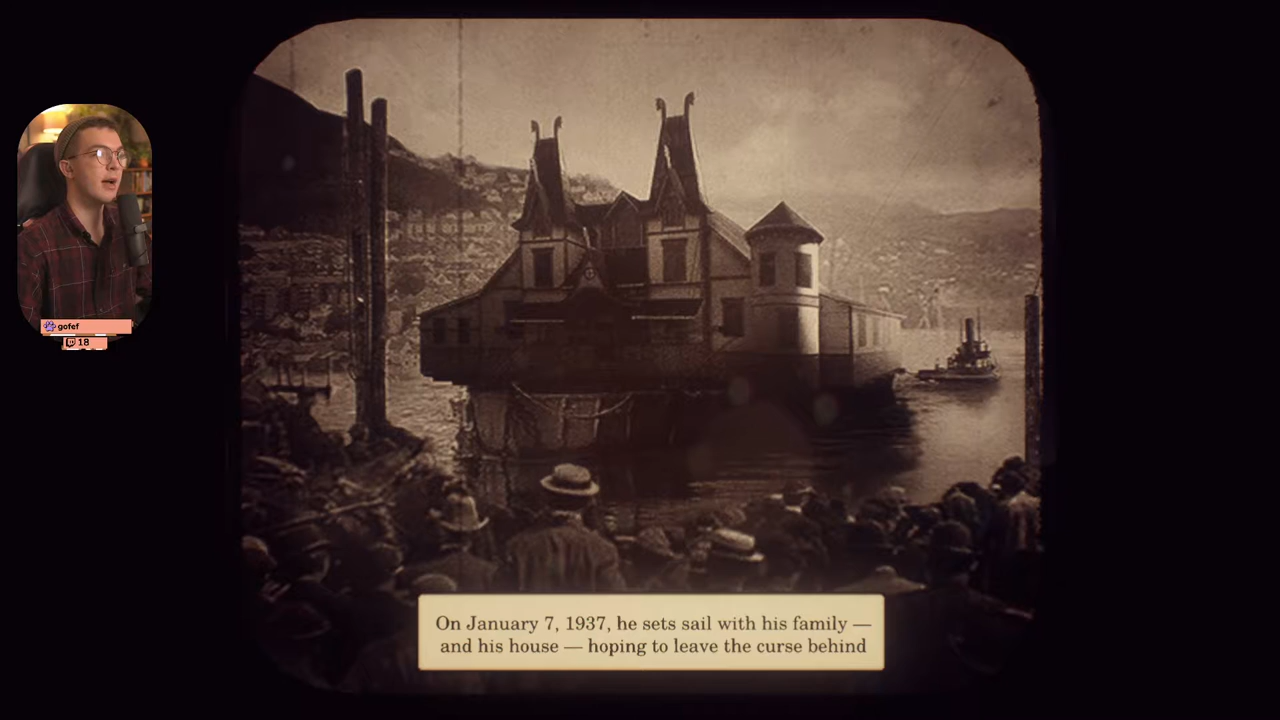 gofef
18
On January 7, 1937, he sets sail with his family —
and his house — hoping to leave the curse behind